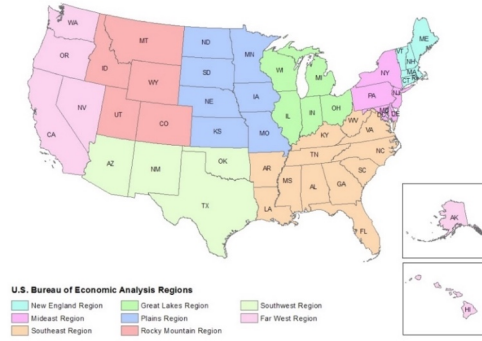 WA
MT
ND
MN
ME
OR
ID
SD
WI
MI
VT
NH
NY
MA
CT
WY
NE
IA
PA
NJ
NV
UT
CO
KS
MO
IL
IN
OH
WV
VA
MD
DE
CA
AZ
NM
OK
AR
KY
TN
NC
SC
MS
AL
GA
TX
LA
FL
AK
HI
U.S. Bureau of Economic Analysis Regions
New England Region
Great Lakes Region
Southwest Region
Mideast Region
Plains Region
Far West Region
Southeast Region
Rocky Mountain Region